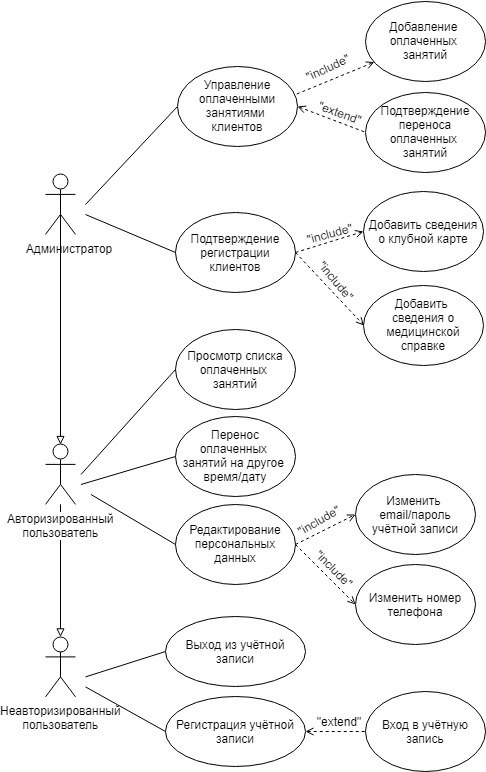 Добавление
оплаченных
занятий
"include"
Управление
оплаченными
занятиями
клиентов
"extend"
Подтверждение
переноса
оплаченных
занятий
Администратор
Подтверждение
регистрации
клиентов
"include"
Добавить сведения
о клубной карте
"include"
Добавить
сведения о
медицинской
справке
Просмотр списка
оплаченных
занятий
Перенос
оплаченных
занятий на другое
время/дату
Авторизированный
пользователь
Редактирование
персональных
данных
"include"
Изменить
email/пароль
учётной записи
"include"
Изменить номер
телефона
Выход из учётной
записи
Неавторизированный
пользователь
Регистрация учётной
записи
"extend"
Вход в учётную
запись